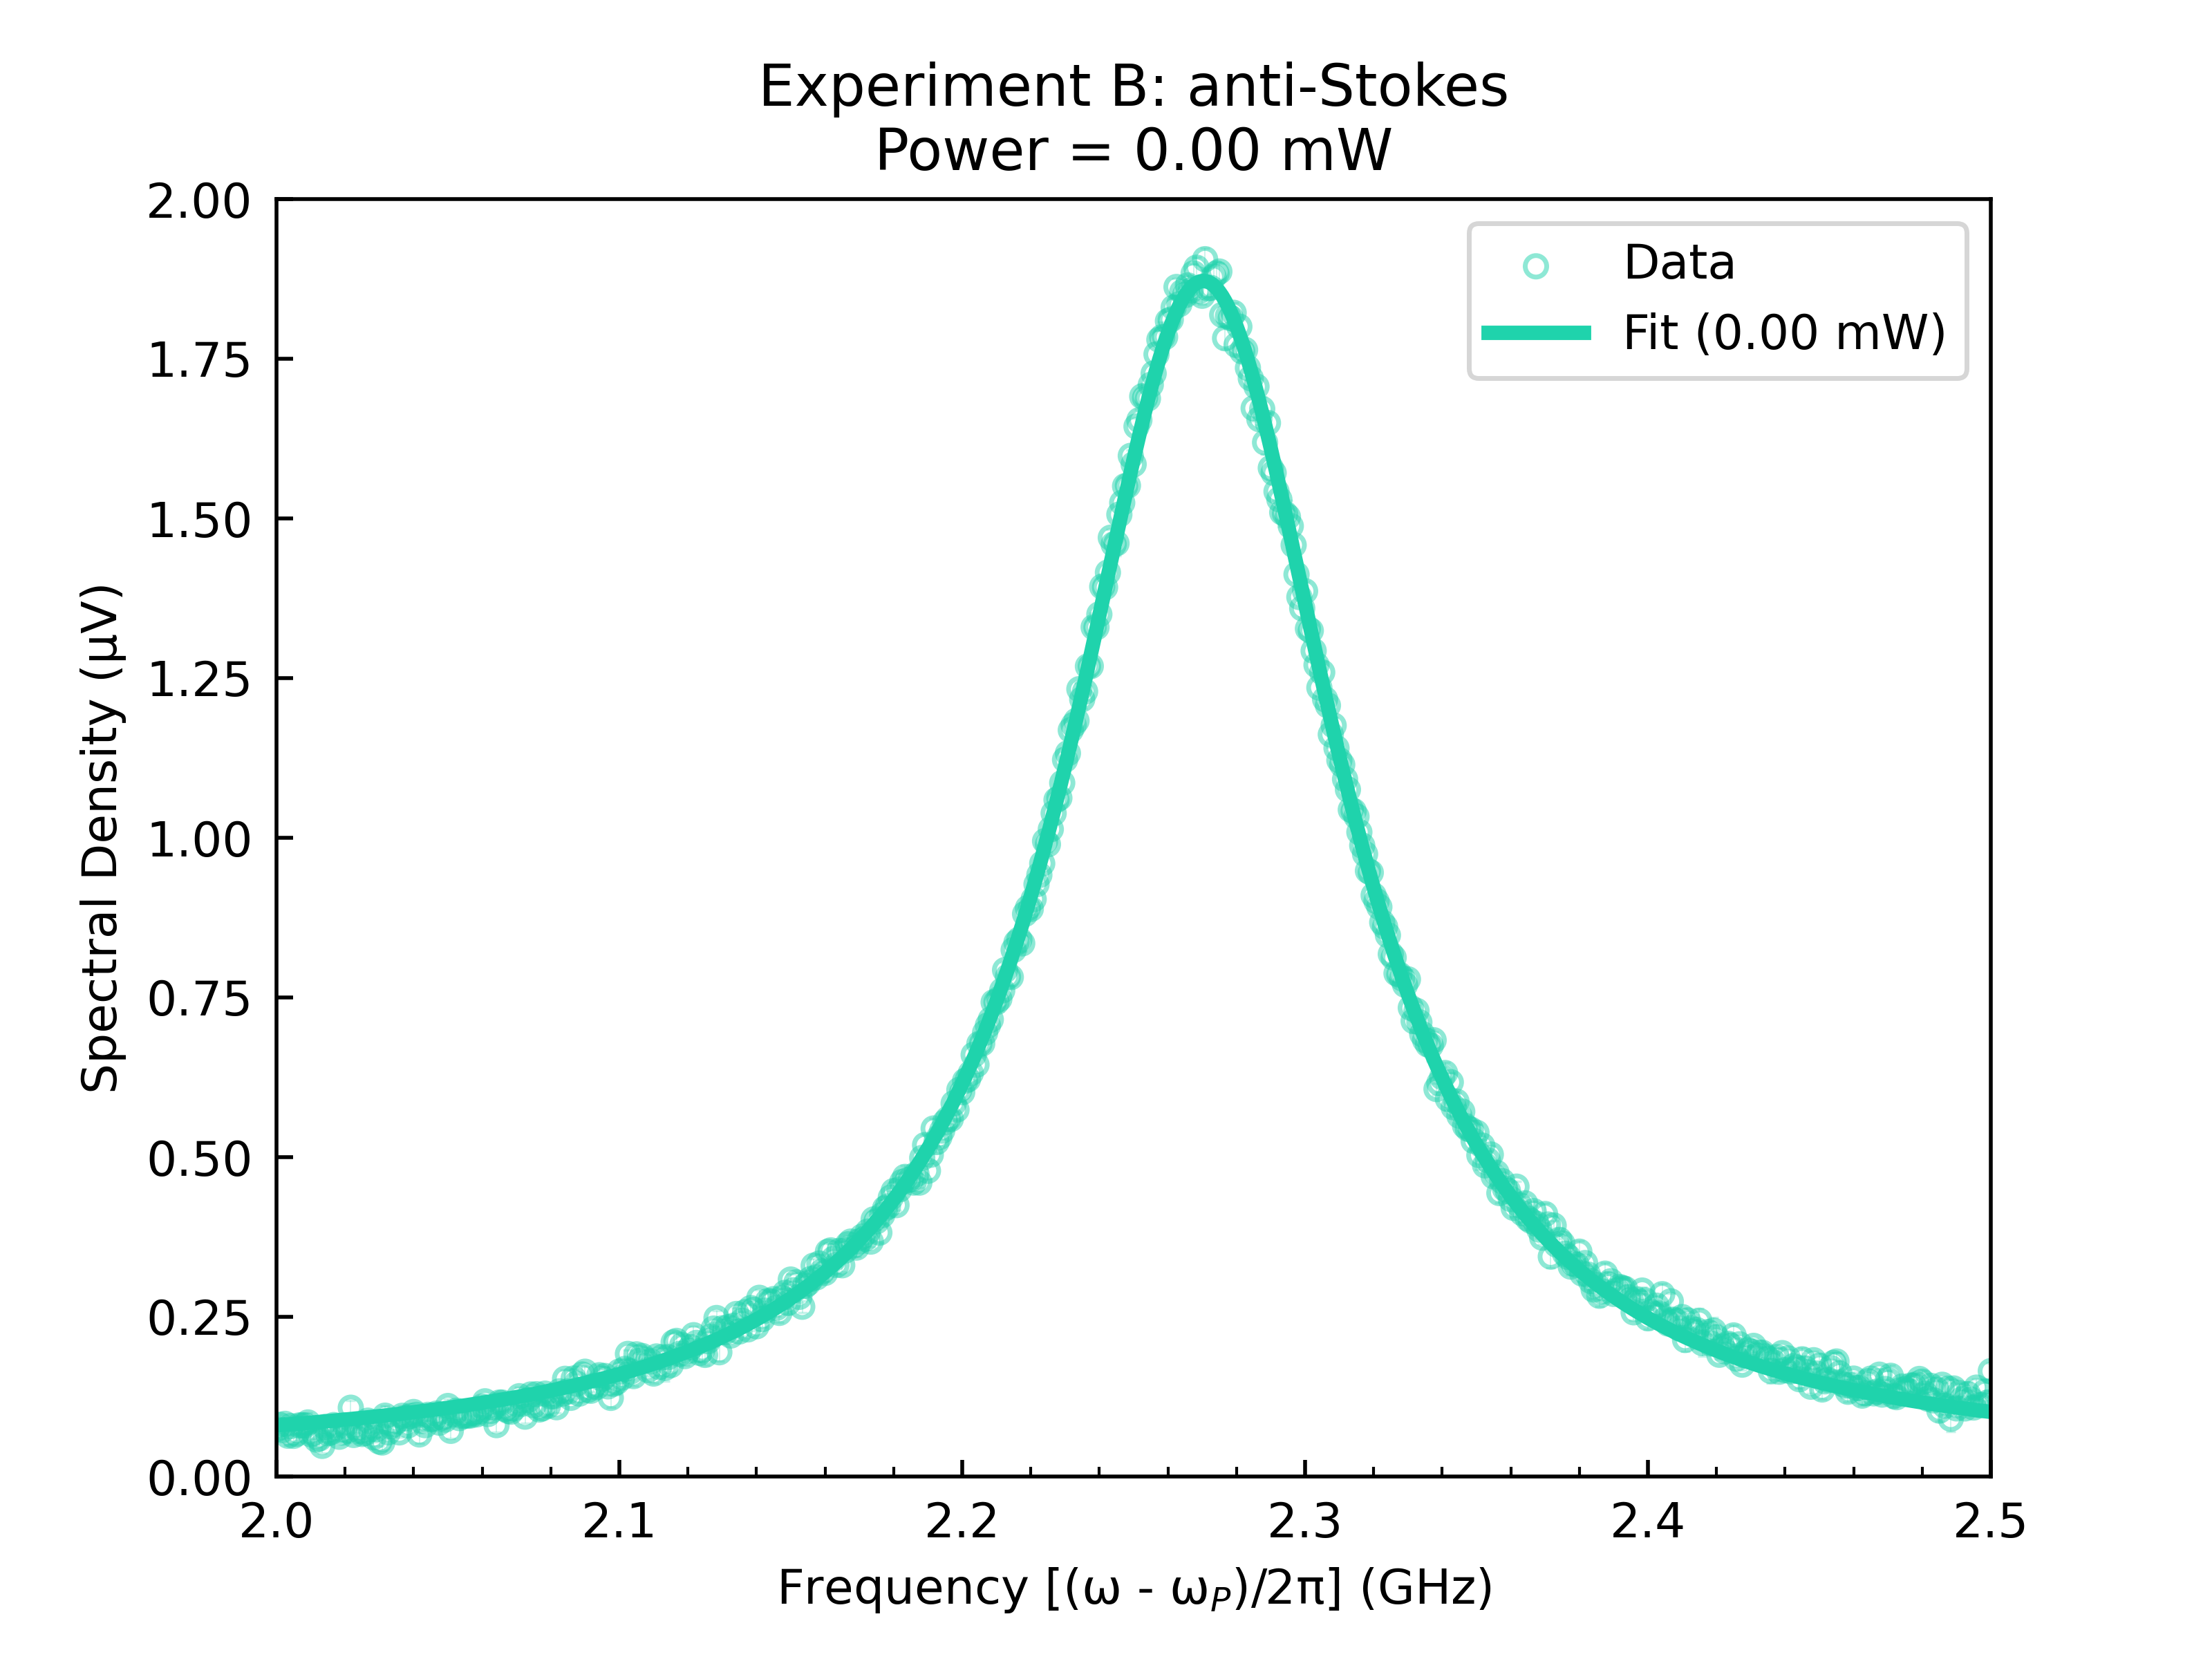 Experiment B: anti-Stokes
Power = 0.00 mW
Data
Fit (0.00 mW)
Spectral Density (μV)
2.00
1.75
1.50
1.25
1.00
0.75
0.50
0.25
0.00
2.0 2.1 2.2 2.3 2.4 2.5
Frequency [(ω - ωP)/2π] (GHz)